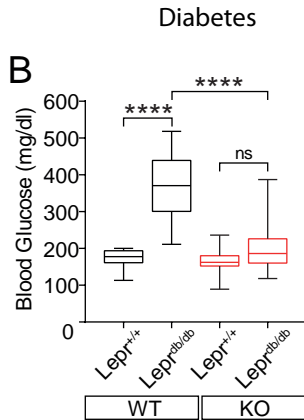 Diabetes
B
****
****
ns
Blood Glucose (mg/dl)
600
500
400
300
200
100
0
Lepr+/+
Leprdb/db
Lepr+/+
Leprdb/db
WT
KO